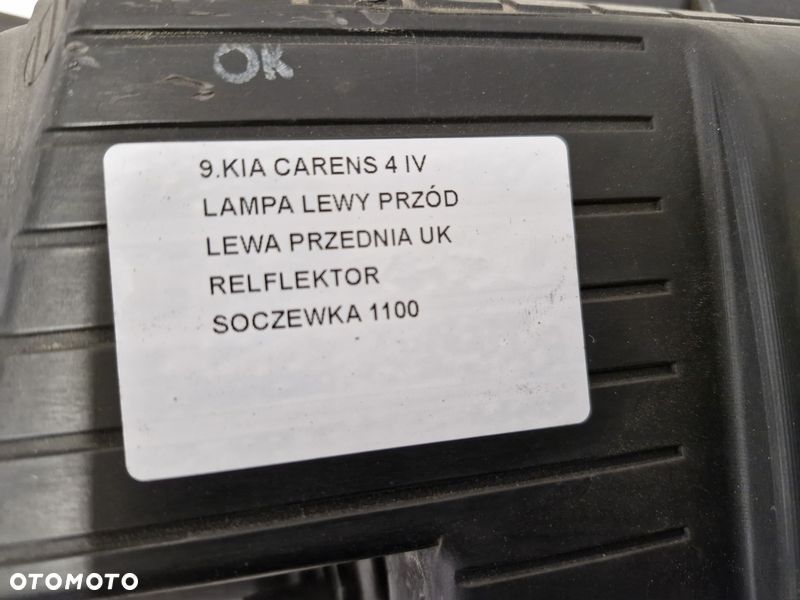 OK
9.KIA CARENS 4 IV
LAMPA LEWY PRZÓD
LEWA PRZEDNIA UK
RELFLEKTOR
SOCZEWKA 1100
OTOMOTO